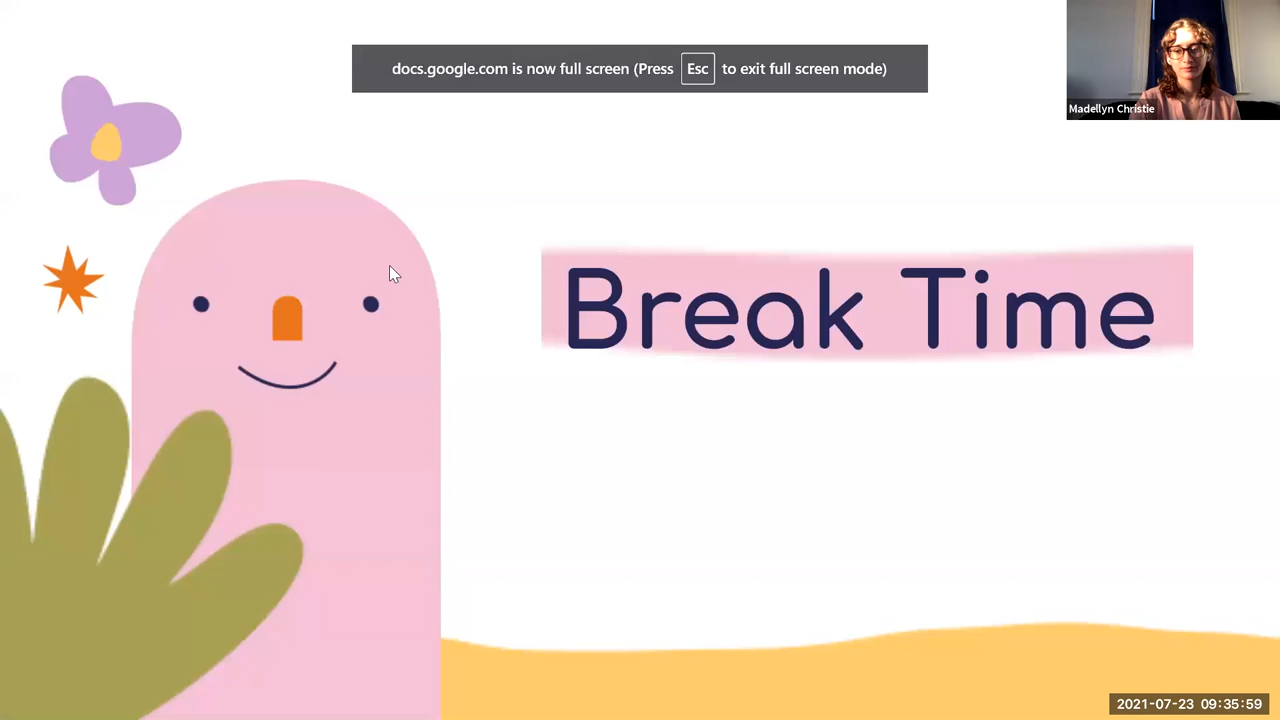 docs.google.com is now full screen (Press Esc to exit full screen mode)
Madellyn Christie
Break Time
2021-07-23 09:35:59